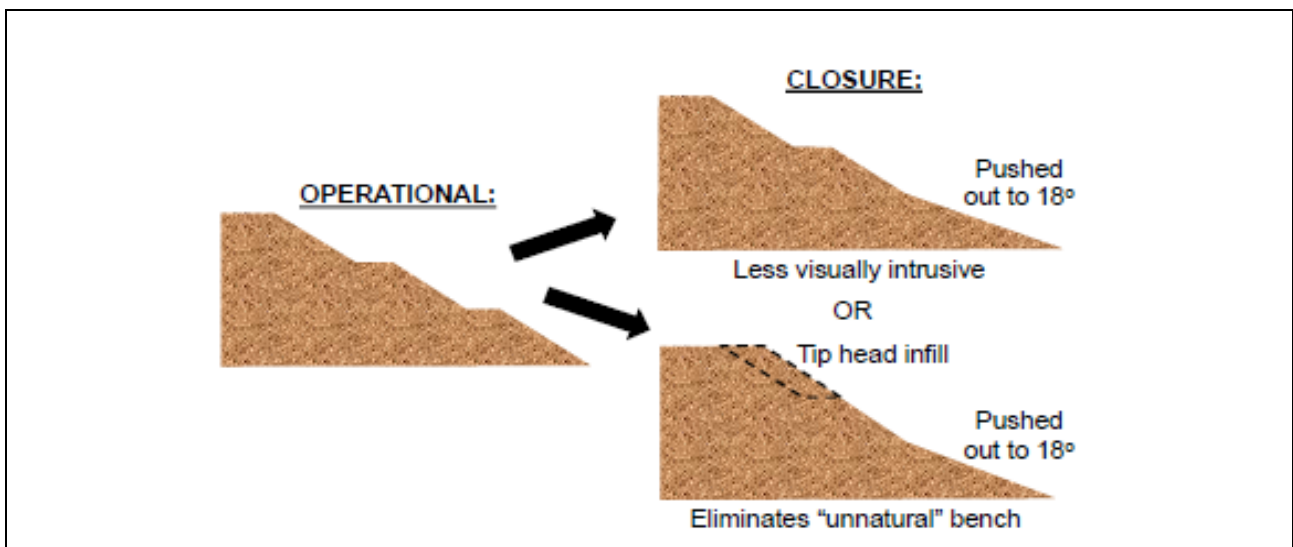 OPERATIONAL:
CLOSURE:
Pushed
out to 18º
Less visually intrusive
OR
Tip head infill
Pushed
out to 18º
Eliminates “unnatural” bench